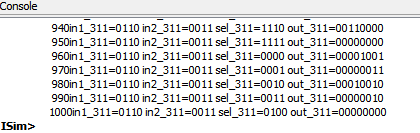 Console
940in1_311=0110 in2_311=0011 sel_311=1110 out_311=00110000
950in1_311=0110 in2_311=0011 sel_311=1111 out_311=00000000
960in1_311=0110 in2_311=0011 sel_311=0000 out_311=00001001
970in1_311=0110 in2_311=0011 sel_311=0001 out_311=00000011
980in1_311=0110 in2_311=0011 sel_311=0010 out_311=00010010
990in1_311=0110 in2_311=0011 sel_311=0011 out_311=00000010
1000in1_311=0110 in2_311=0011 sel_311=0100 out_311=00000000
ISim>